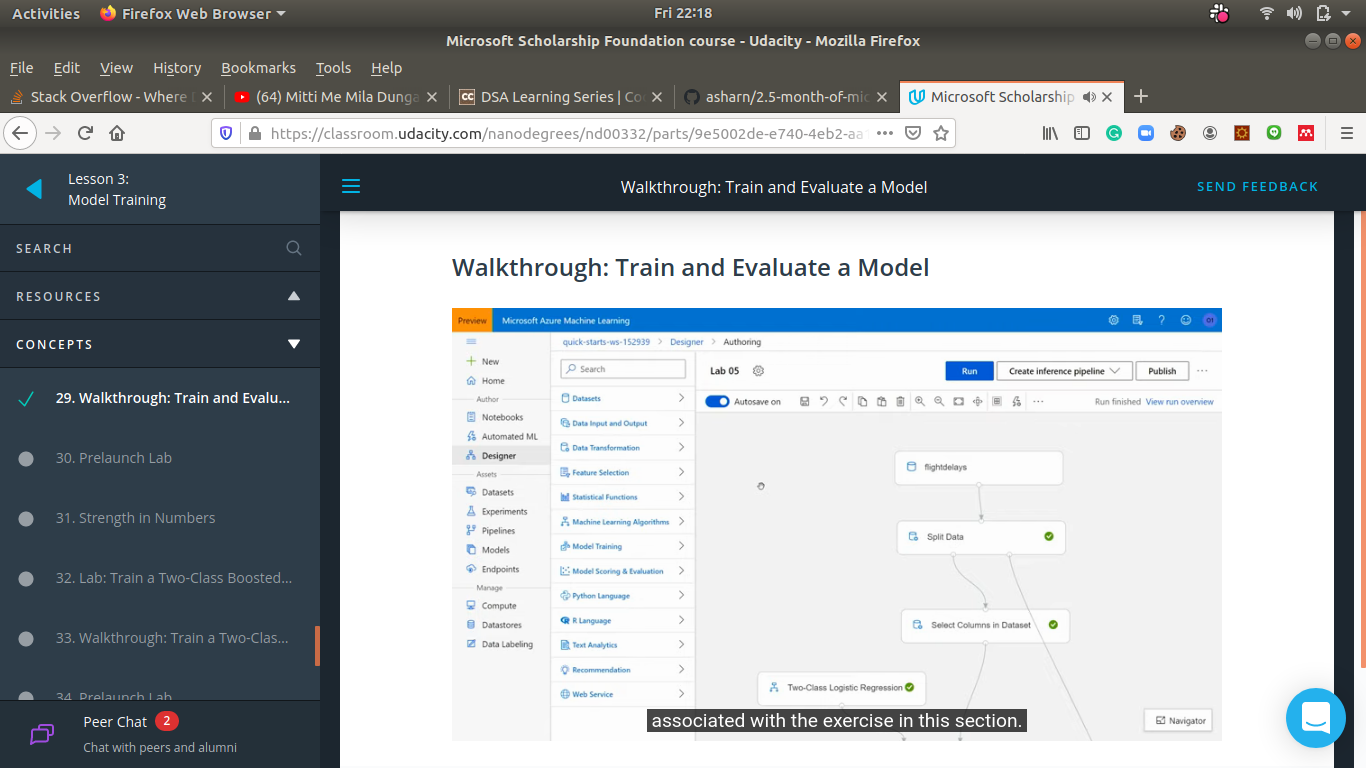 Activities
Firefox Web Browser
Fri 22:18
Microsoft Scholarship Foundation course - Udacity - Mozilla Firefox
File Edit View History Bookmarks Tools Help
Stack Overflow - Where
(64) Mitti Me Mila Dunga
DSA Learning Series | Co
asharn/2.5-month-of-mic
Microsoft Scholarship
https://classroom.udacity.com/nanodegrees/nd00332/parts/9e5002de-e740-4eb2-aa
Lesson 3:
Model Training
Walkthrough: Train and Evaluate a Model
SEND FEEDBACK
SEARCH
RESOURCES
CONCEPTS
29. Walkthrough: Train and Evalu...
30. Prelaunch Lab
31. Strength in Numbers
32. Lab: Train a Two-Class Boosted...
33. Walkthrough: Train a Two-Clas...
34. Prelaunch Lab
Peer Chat 2
Chat with peers and alumni
Walkthrough: Train and Evaluate a Model
Preview
Microsoft Azure Machine Learning
New
Home
Author
Notebooks
Automated ML
Designer
Assets
Datasets
Experiments
Pipelines
Models
Endpoints
Manage
Compute
Datastores
Data Labeling
quick-starts-ws-152939 > Designer > Authoring
Search
Datasets
Data Input and Output
Data Transformation
Feature Selection
Statistical Functions
Machine Learning Algorithms
Model Training
Model Scoring & Evaluation
Python Language
R Language
Text Analytics
Recommendation
Web Service
Lab 05
Run
Create inference pipeline
Publish
Autosave on
Run finished View run overview
flightdelays
Split Data
Select Columns in Dataset
Two-Class Logistic Regression
associated with the exercise in this section.
Navigator